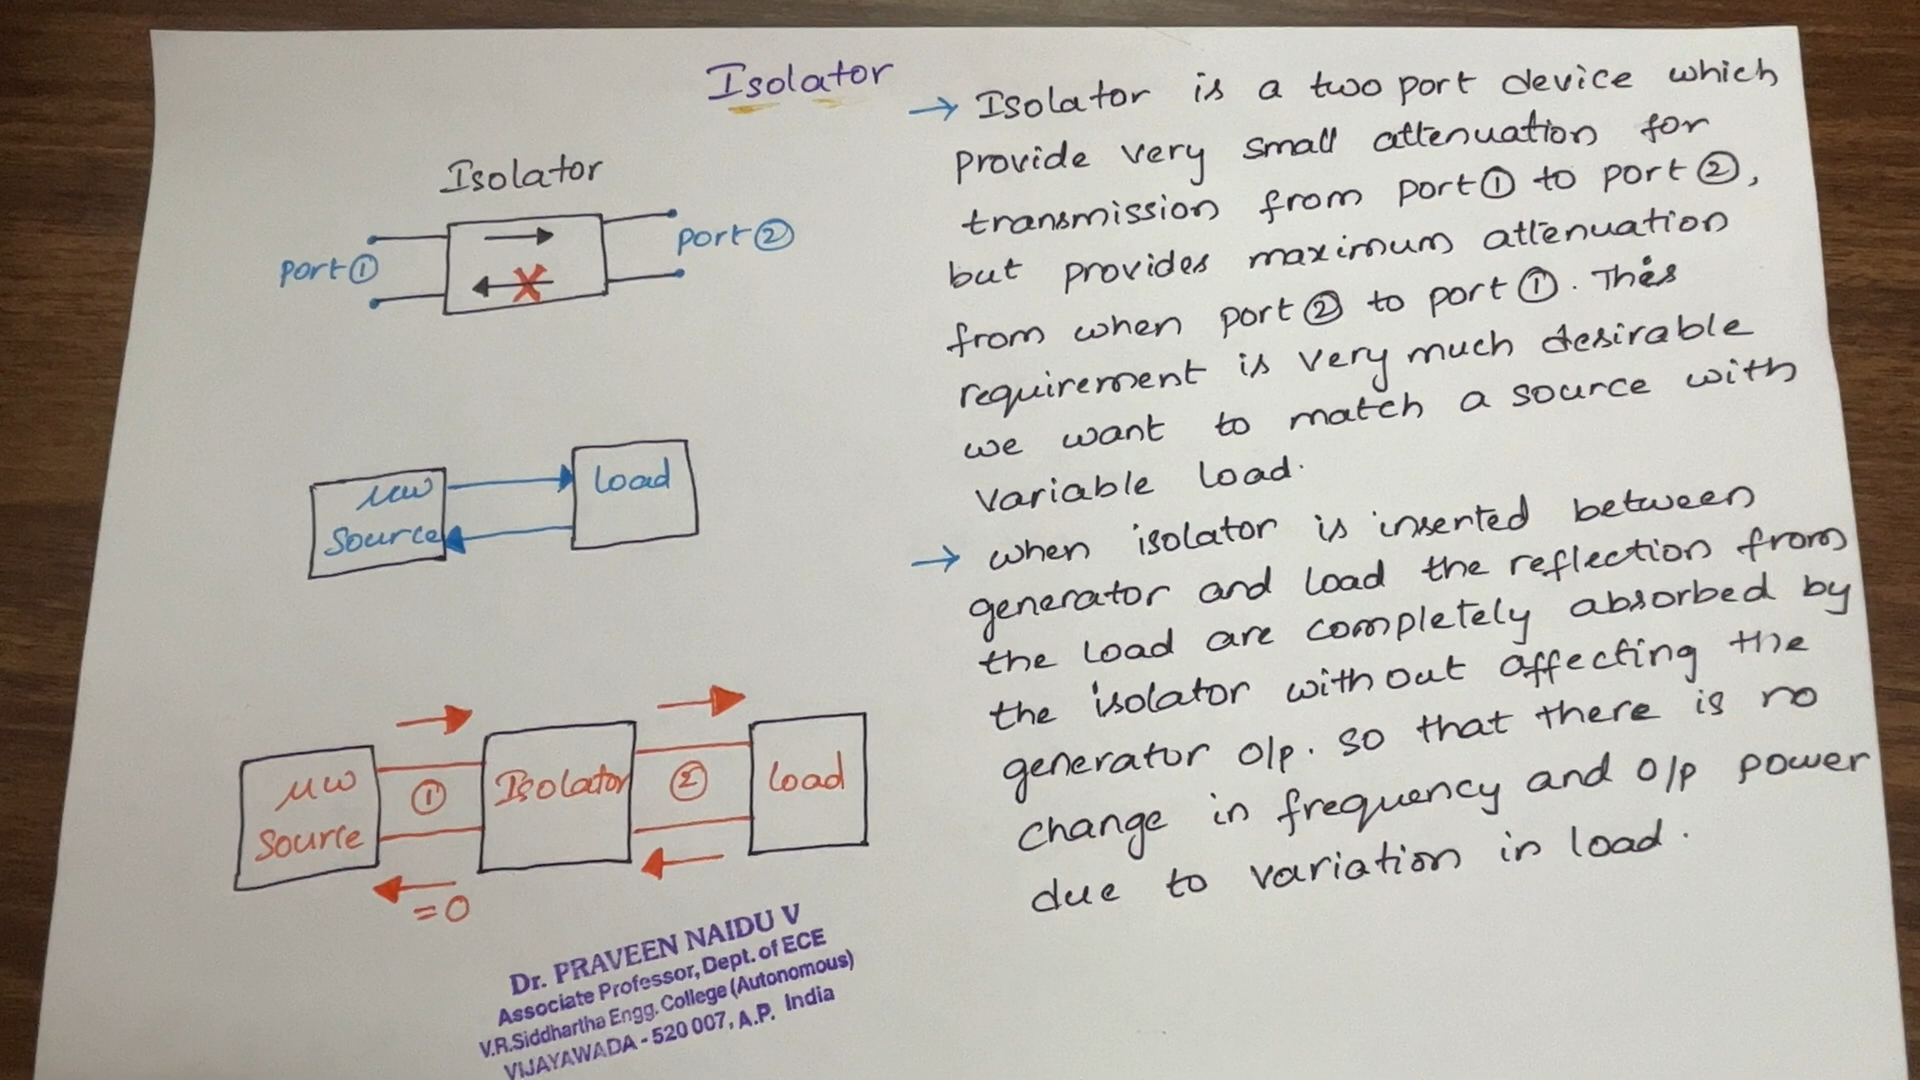 Isolator
Isolator
port①
port②
MW
Source
load
MW
Source
①
Isolator
②
load
=0
→ Isolator is a two port device which
provide very small attenuation for
transmission from port① to port②,
but provides maximum attenuation
from when port② to port①. This
requirement is very much desirable
we want to match a source with
variable load.
→ when isolator is inserted between
generator and load the reflection from
the load are completely absorbed by
the isolator without affecting the
generator o/p. so that there is no
change in frequency and o/p power
due to variation in load.
Dr. PRAVEEN NAIDU V
Associate Professor, Dept. of ECE
V.R.Siddhartha Engg. College (Autonomous)
VIJAYAWADA - 520 007, A.P. India